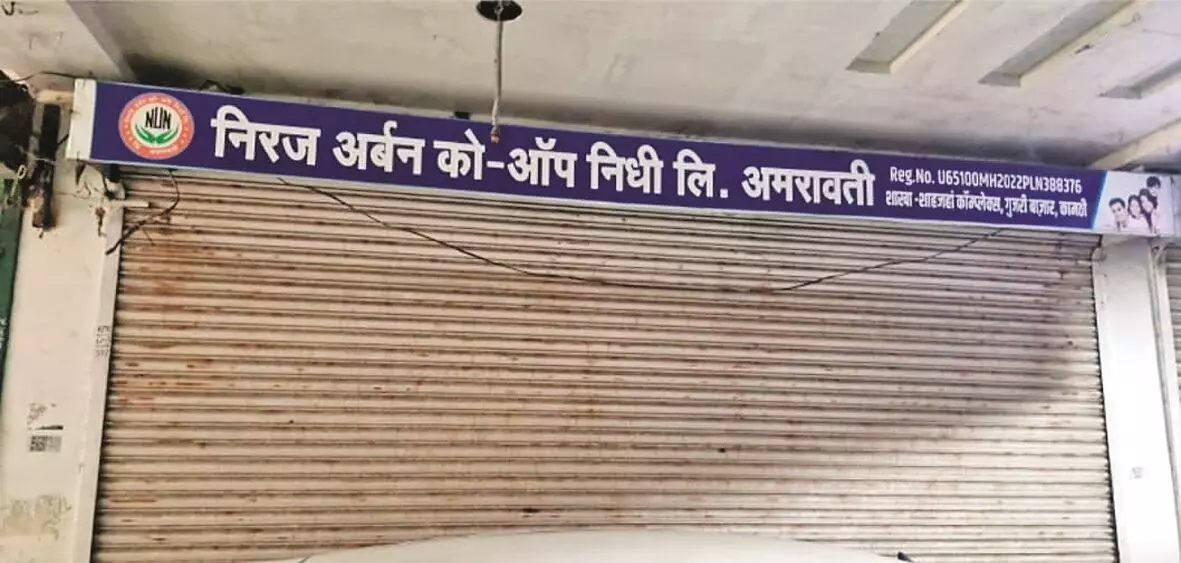 NUN
निरज अर्बन को-ऑप निधी लि. अमरावती
Reg.No. U65100MH2022PLN388376
शाखा -शाहजहां कॉम्प्लेक्स, गुजरी बाज़ार, कामठी